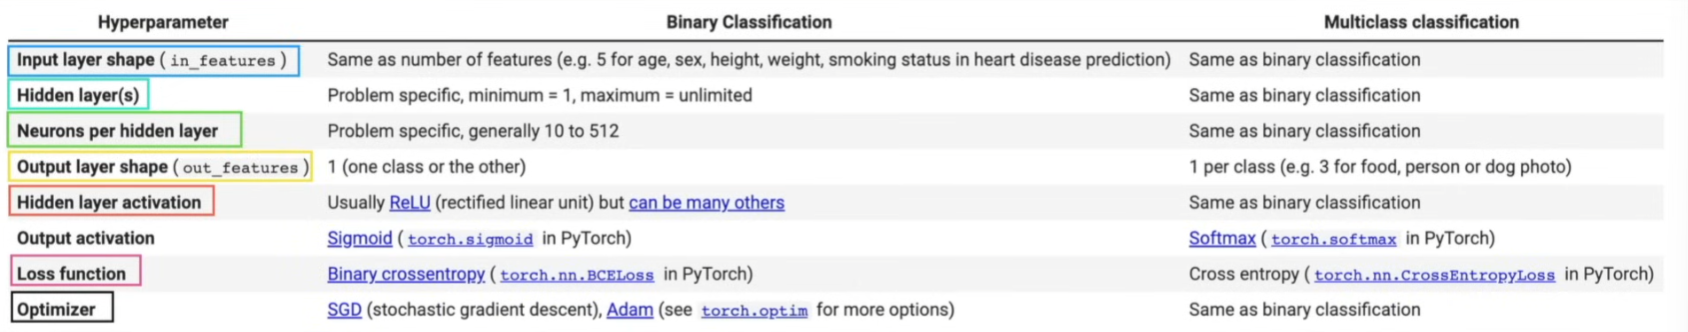 Hyperparameter Binary Classification Multiclass classification
Input layer shape (in_features) Same as number of features (e.g. 5 for age, sex, height, weight, smoking status in heart disease prediction) Same as binary classification
Hidden layer(s) Problem specific, minimum = 1, maximum = unlimited Same as binary classification
Neurons per hidden layer Problem specific, generally 10 to 512 Same as binary classification
Output layer shape (out_features) 1 (one class or the other) 1 per class (e.g. 3 for food, person or dog photo)
Hidden layer activation Usually ReLU (rectified linear unit) but can be many others Same as binary classification
Output activation Sigmoid (torch.sigmoid in PyTorch) Softmax (torch.softmax in PyTorch)
Loss function Binary crossentropy (torch.nn.BCELoss in PyTorch) Cross entropy (torch.nn.CrossEntropyLoss in PyTorch)
Optimizer SGD (stochastic gradient descent), Adam (see torch.optim for more options) Same as binary classification